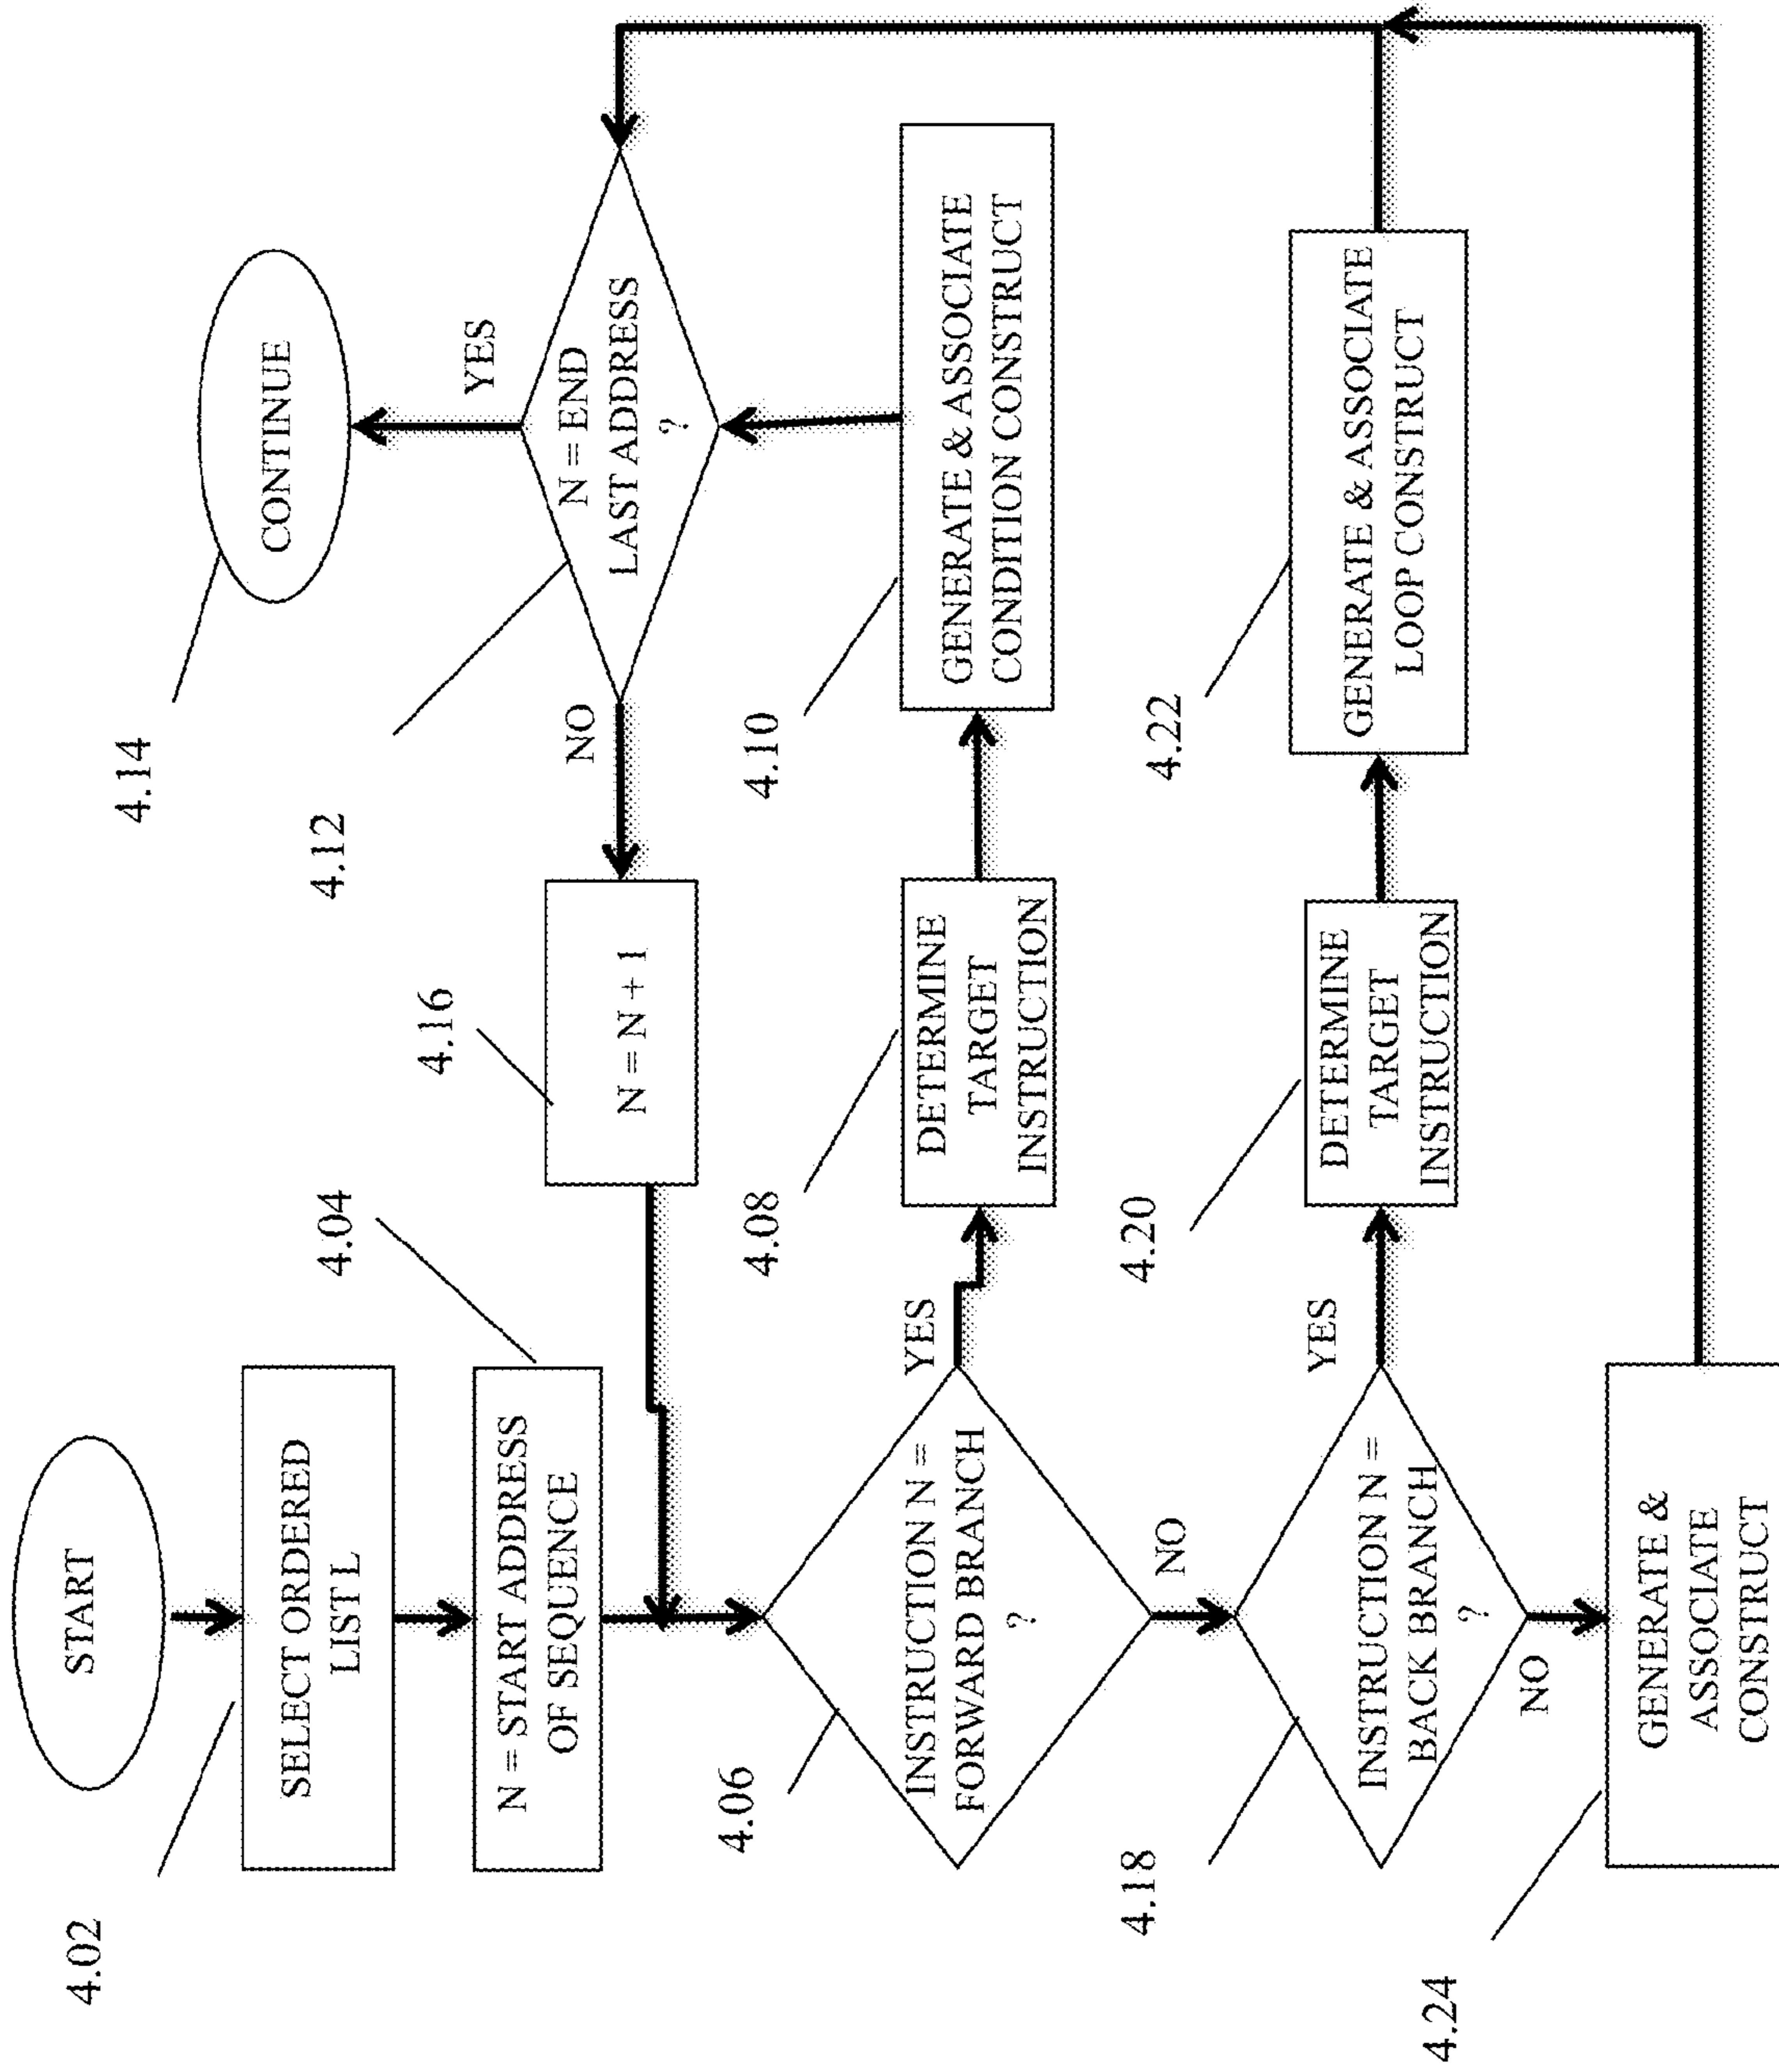 START
4.02
SELECT ORDERED
LIST L
4.04
N = START ADDRESS
OF SEQUENCE
4.06
INSTRUCTION N =
FORWARD BRANCH
?
YES
NO
4.08
DETERMINE
TARGET
INSTRUCTION
4.10
GENERATE & ASSOCIATE
CONDITION CONSTRUCT
4.12
N = END
LAST ADDRESS
?
YES
NO
4.14
CONTINUE
4.16
N = N + 1
4.18
INSTRUCTION N =
BACK BRANCH
?
YES
NO
4.20
DETERMINE
TARGET
INSTRUCTION
4.22
GENERATE & ASSOCIATE
LOOP CONSTRUCT
4.24
GENERATE &
ASSOCIATE
CONSTRUCT